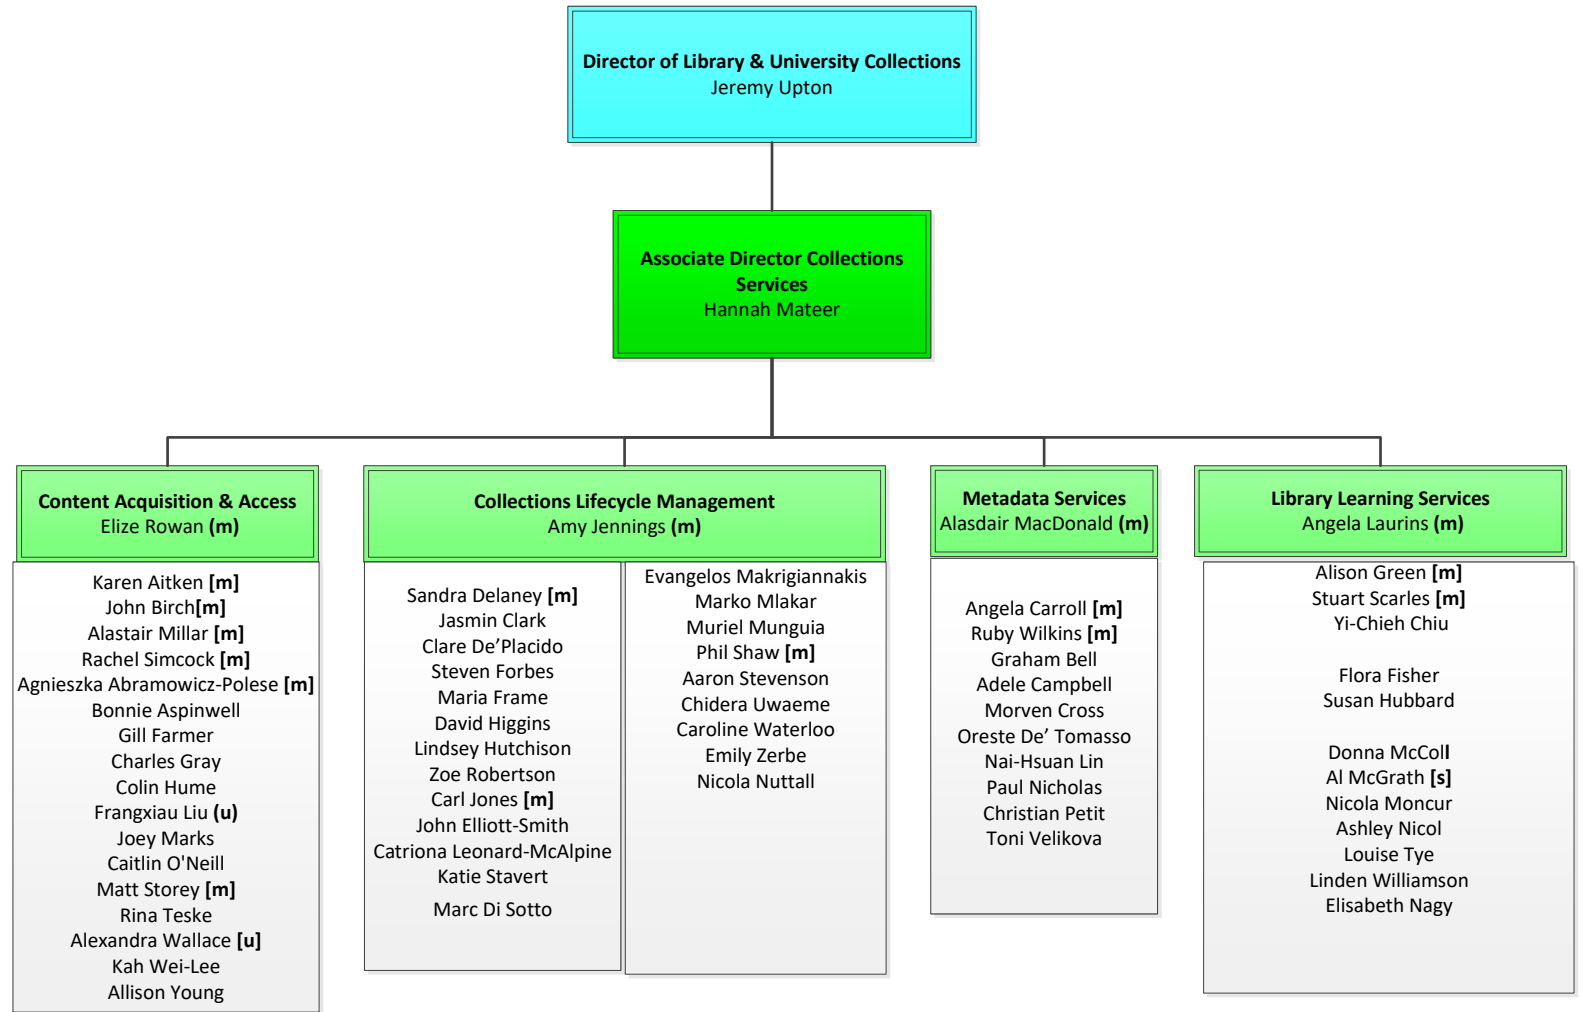 Director of Library & University Collections
Jeremy Upton
Associate Director Collections
Services
Hannah Mateer
Content Acquisition & Access
Elize Rowan (m)
Karen Aitken [m]
John Birch[m]
Alastair Millar [m]
Rachel Simcock [m]
Agnieszka Abramowicz-Polese [m]
Bonnie Aspinwell
Gill Farmer
Charles Gray
Colin Hume
Frangxiau Liu (u)
Joey Marks
Caitlin O'Neill
Matt Storey [m]
Rina Teske
Alexandra Wallace [u]
Kah Wei-Lee
Allison Young
Collections Lifecycle Management
Amy Jennings (m)
Sandra Delaney [m]
Jasmin Clark
Clare De’Placido
Steven Forbes
Maria Frame
David Higgins
Lindsey Hutchison
Zoe Robertson
Carl Jones [m]
John Elliott-Smith
Catriona Leonard-McAlpine
Katie Stavert
Marc Di Sotto
Evangelos Makrigiannakis
Marko Mlakar
Muriel Munguia
Phil Shaw [m]
Aaron Stevenson
Chidera Uwaeme
Caroline Waterloo
Emily Zerbe
Nicola Nuttall
Metadata Services
Alasdair MacDonald (m)
Angela Carroll [m]
Ruby Wilkins [m]
Graham Bell
Adele Campbell
Morven Cross
Oreste De’ Tomasso
Nai-Hsuan Lin
Paul Nicholas
Christian Petit
Toni Velikova
Library Learning Services
Angela Laurins (m)
Alison Green [m]
Stuart Scarles [m]
Yi-Chieh Chiu
Flora Fisher
Susan Hubbard
Donna McColl
Al McGrath [s]
Nicola Moncur
Ashley Nicol
Louise Tye
Linden Williamson
Elisabeth Nagy